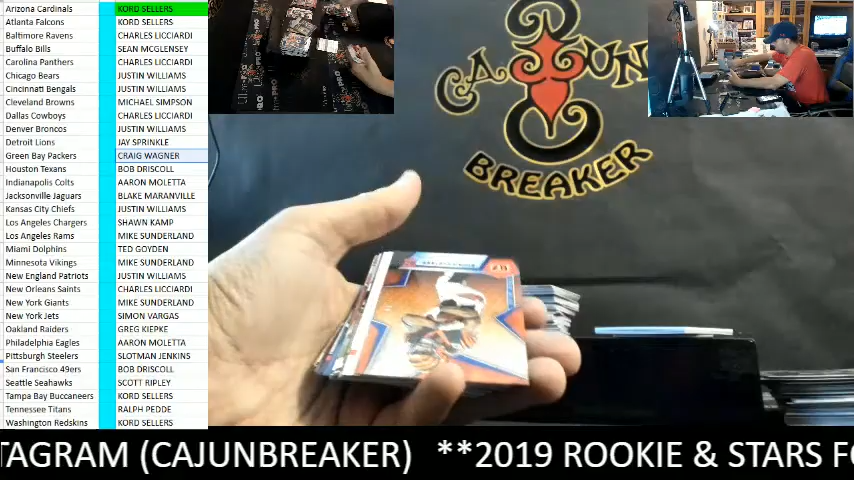 Arizona Cardinals KORD SELLERS
Atlanta Falcons KORD SELLERS
Baltimore Ravens CHARLES LICCIARDI
Buffalo Bills SEAN MCGLENSEY
Carolina Panthers CHARLES LICCIARDI
Chicago Bears JUSTIN WILLIAMS
Cincinnati Bengals JUSTIN WILLIAMS
Cleveland Browns MICHAEL SIMPSON
Dallas Cowboys CHARLES LICCIARDI
Denver Broncos JUSTIN WILLIAMS
Detroit Lions JAY SPRINKLE
Green Bay Packers CRAIG WAGNER
Houston Texans BOB DRISCOLL
Indianapolis Colts AARON MOLETTA
Jacksonville Jaguars BLAKE MARANVILLE
Kansas City Chiefs JUSTIN WILLIAMS
Los Angeles Chargers SHAWN KAMP
Los Angeles Rams MIKE SUNDERLAND
Miami Dolphins TED GOYDEN
Minnesota Vikings MIKE SUNDERLAND
New England Patriots JUSTIN WILLIAMS
New Orleans Saints CHARLES LICCIARDI
New York Giants MIKE SUNDERLAND
New York Jets SIMON VARGAS
Oakland Raiders GREG KIEPKE
Philadelphia Eagles AARON MOLETTA
Pittsburgh Steelers SLOTMAN JENKINS
San Francisco 49ers BOB DRISCOLL
Seattle Seahawks SCOTT RIPLEY
Tampa Bay Buccaneers KORD SELLERS
Tennessee Titans RALPH PEDDE
Washington Redskins KORD SELLERS
CAJUN
BREAKER
TAGRAM (CAJUNBREAKER) **2019 ROOKIE & STARS FO